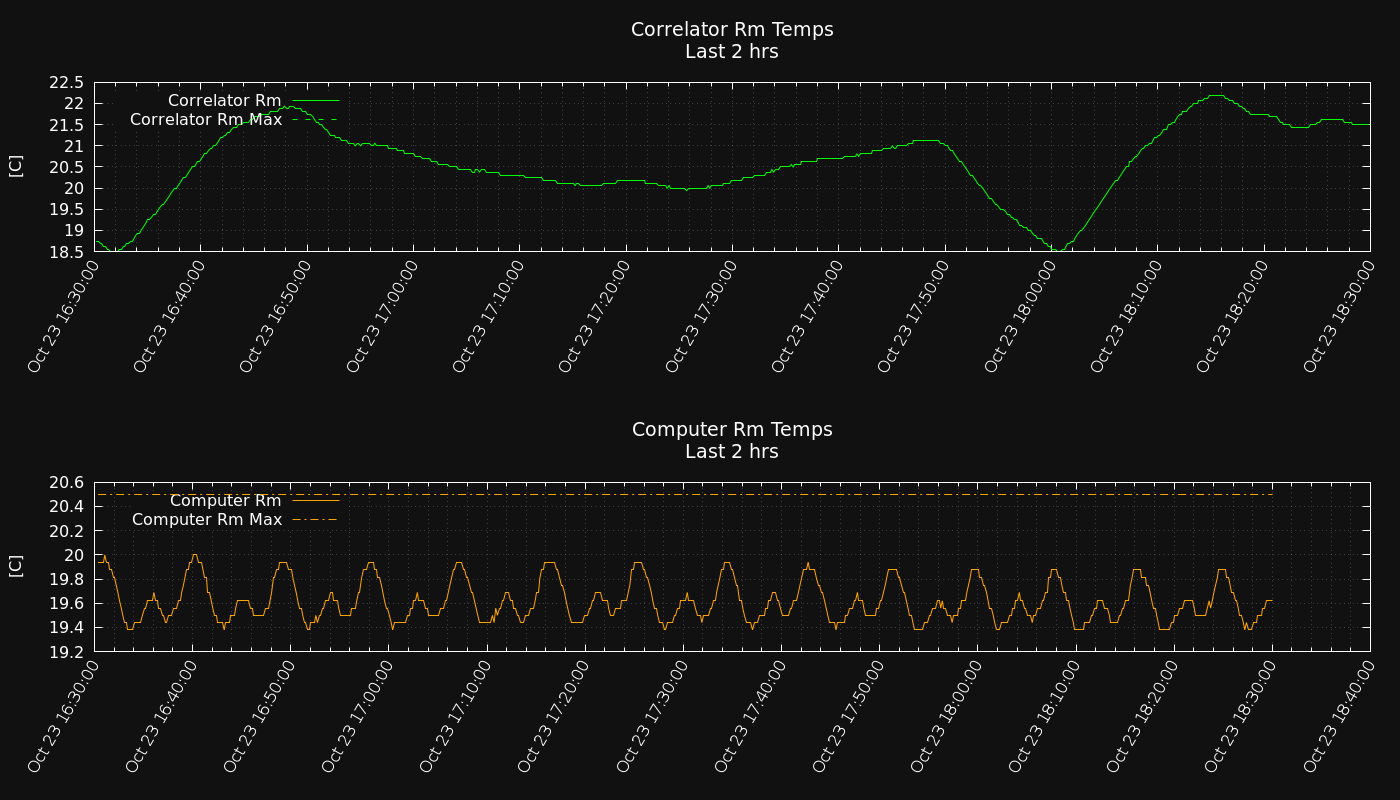 Correlator Rm Temps
Last 2 hrs
22.5
22
21.5
21
20.5
20
19.5
19
18.5
[C]
Correlator Rm
Correlator Rm Max
Oct 23 16:30:00
Oct 23 16:40:00
Oct 23 16:50:00
Oct 23 17:00:00
Oct 23 17:10:00
Oct 23 17:20:00
Oct 23 17:30:00
Oct 23 17:40:00
Oct 23 17:50:00
Oct 23 18:00:00
Oct 23 18:10:00
Oct 23 18:20:00
Oct 23 18:30:00
Computer Rm Temps
Last 2 hrs
20.6
20.4
20.2
20
19.8
19.6
19.4
19.2
[C]
Computer Rm
Computer Rm Max
Oct 23 16:30:00
Oct 23 16:40:00
Oct 23 16:50:00
Oct 23 17:00:00
Oct 23 17:10:00
Oct 23 17:20:00
Oct 23 17:30:00
Oct 23 17:40:00
Oct 23 17:50:00
Oct 23 18:00:00
Oct 23 18:10:00
Oct 23 18:20:00
Oct 23 18:30:00
Oct 23 18:40:00